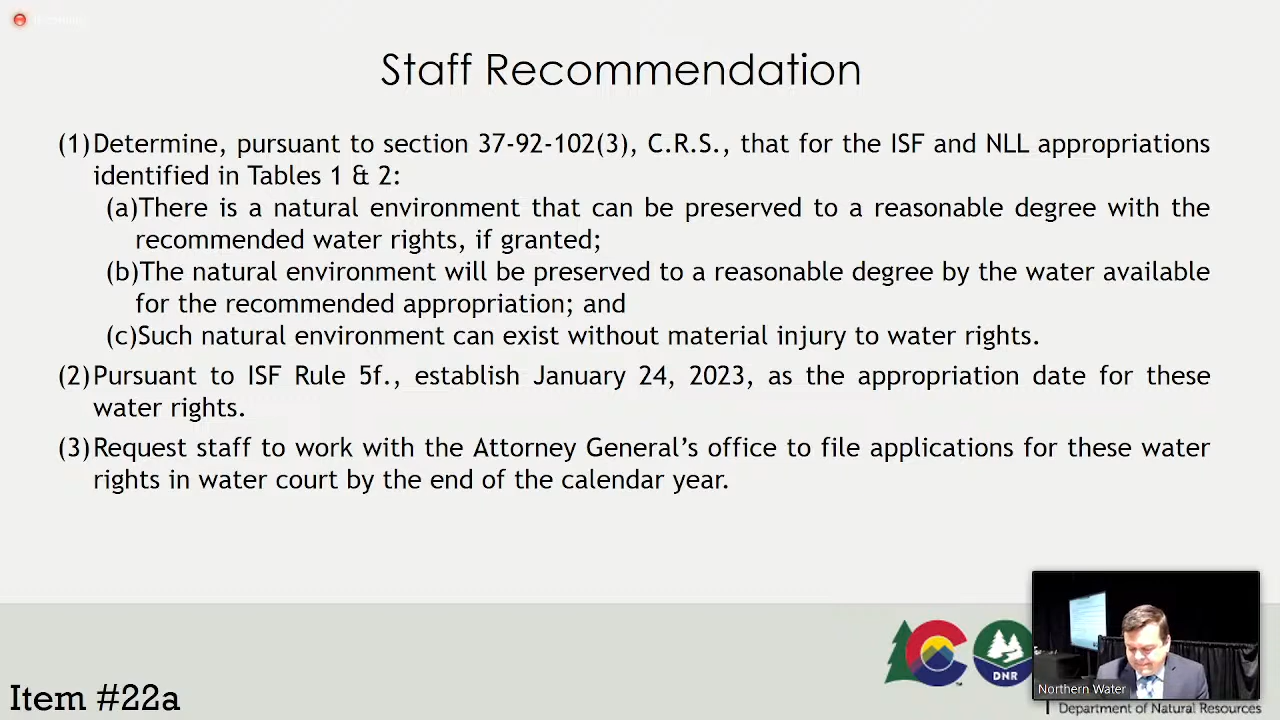 Staff Recommendation
(1)Determine, pursuant to section 37-92-102(3), C.R.S., that for the ISF and NLL appropriations
identified in Tables 1 & 2:
(a)There is a natural environment that can be preserved to a reasonable degree with the
recommended water rights, if granted;
(b)The natural environment will be preserved to a reasonable degree by the water available
for the recommended appropriation; and
(c)Such natural environment can exist without material injury to water rights.
(2)Pursuant to ISF Rule 5f., establish January 24, 2023, as the appropriation date for these
water rights.
(3)Request staff to work with the Attorney General's office to file applications for these water
rights in water court by the end of the calendar year.
DNR
Northern Water
Department of Natural Resources
Item #22a